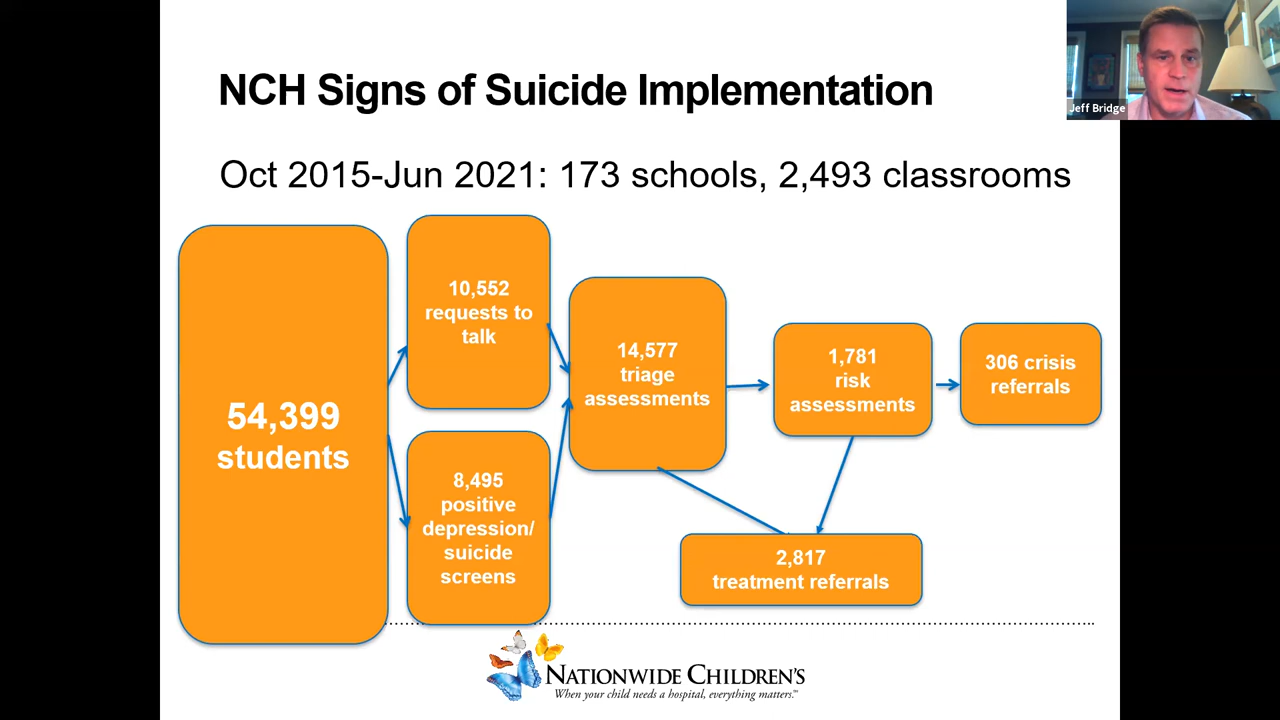 NCH Signs of Suicide Implementation
Jeff Bridge
Oct 2015-Jun 2021: 173 schools, 2,493 classrooms
54,399
students
10,552
requests to
talk
8,495
positive
depression/
suicide
screens
14,577
triage
assessments
1,781
risk
assessments
306 crisis
referrals
2,817
treatment referrals
NATIONWIDE CHILDREN'S
When your child needs a hospital, everything matters.™